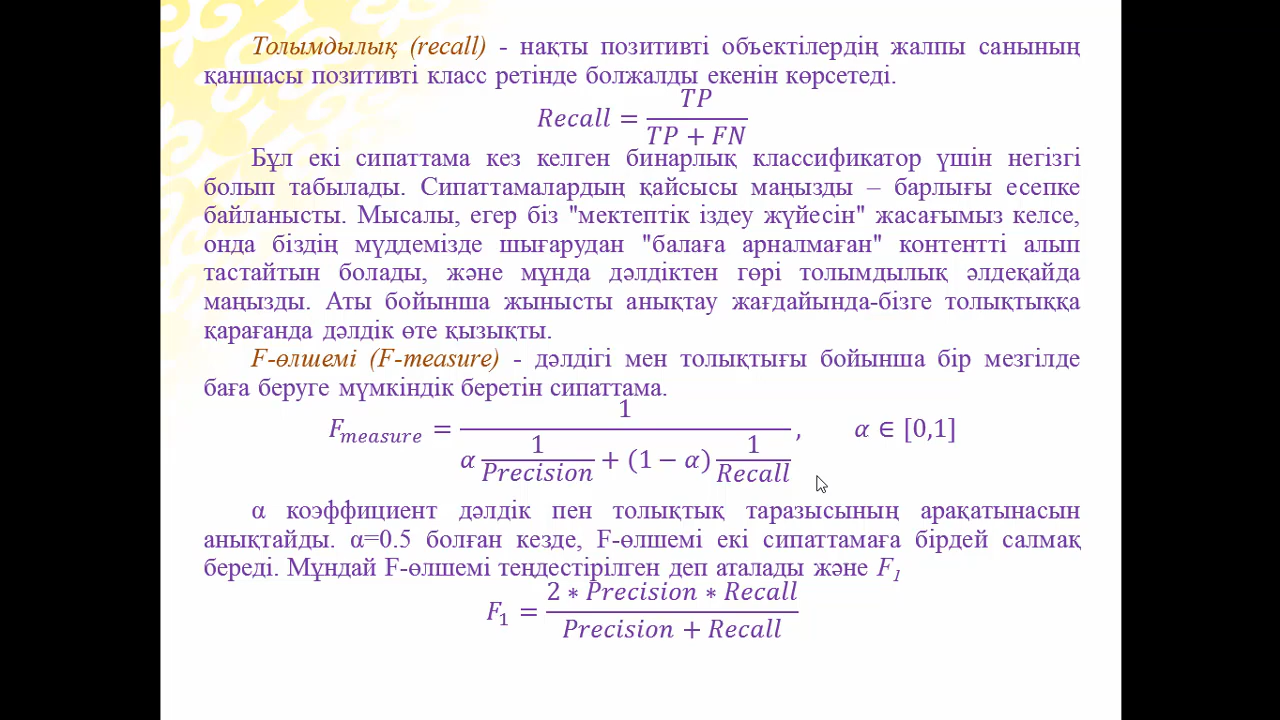 Толымдылық (recall) - нақты позитивті объектілердің жалпы санының
қаншасы позитивті класс ретінде болжалды екенін көрсетеді.
Recall = TP / (TP + FN)
Бұл екі сипаттама кез келген бинарлық классификатор үшін негізгі
болып табылады. Сипаттамалардың қайсысы маңызды – барлығы есепке
байланысты. Мысалы, егер біз "мектептік іздеу жүйесін" жасағымыз келсе,
онда біздің мүддемізде шығарудан "балаға арналмаған" контентті алып
тастайтын болады, және мұнда дәлдіктен гөрі толымдылық әлдеқайда
маңызды. Аты бойынша жынысты анықтау жағдайында-бізге толықтыққа
қарағанда дәлдік өте қызықты.
F-өлшемі (F-measure) - дәлдігі мен толықтығы бойынша бір мезгілде
баға беруге мүмкіндік беретін сипаттама.
F_measure = 1 / (α 1/Precision + (1 − α) 1/Recall), α ∈ [0,1]
α коэффициент дәлдік пен толықтық таразысының арақатынасын
анықтайды. α=0.5 болған кезде, F-өлшемі екі сипаттамаға бірдей салмақ
береді. Мұндай F-өлшемі теңдестірілген деп аталады және F₁
F₁ = (2 ∗ Precision ∗ Recall) / (Precision + Recall)